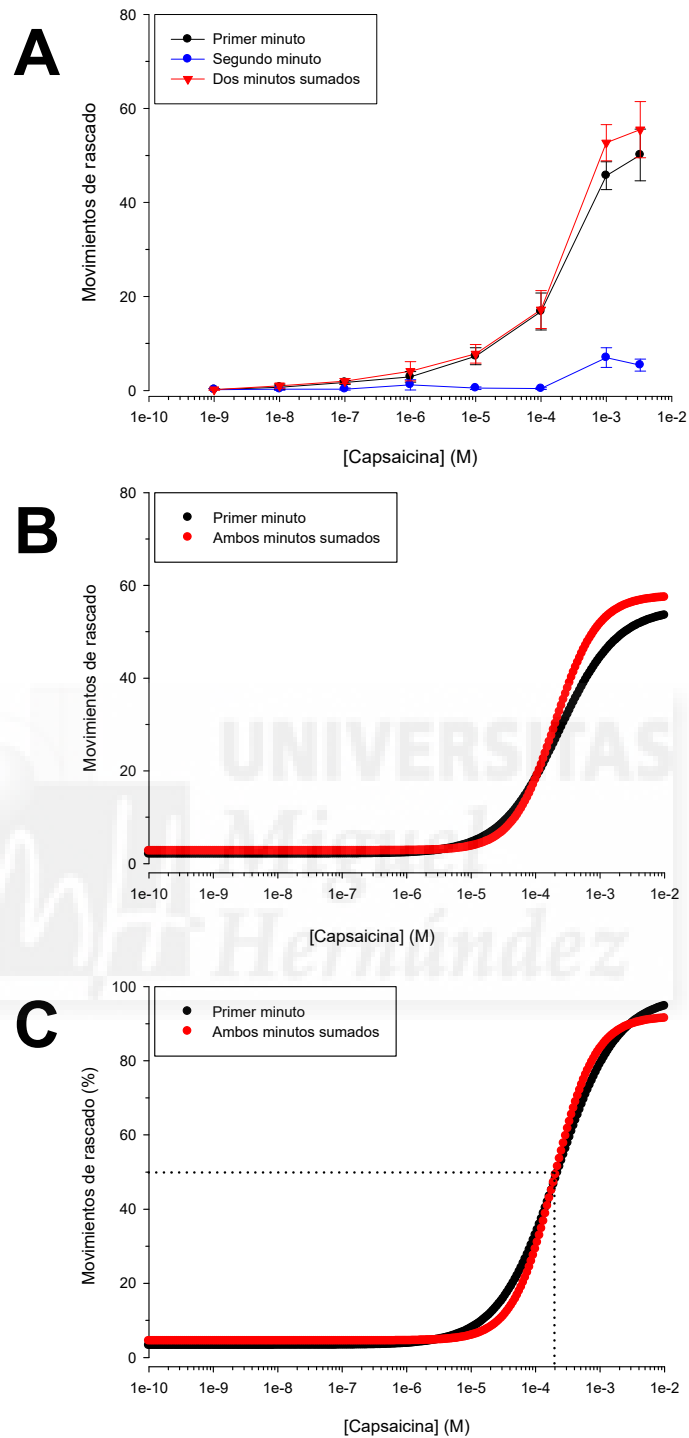 A
80
60
40
20
0
Movimientos de rascado
Primer minuto
Segundo minuto
Dos minutos sumados
1e-10 1e-9 1e-8 1e-7 1e-6 1e-5 1e-4 1e-3 1e-2
[Capsaicina] (M)
B
80
60
40
20
0
Movimientos de rascado
Primer minuto
Ambos minutos sumados
UNIVERSITAS
Miguel
Hernández
1e-10 1e-9 1e-8 1e-7 1e-6 1e-5 1e-4 1e-3 1e-2
[Capsaicina] (M)
C
100
80
60
40
20
0
Movimientos de rascado (%)
Primer minuto
Ambos minutos sumados
1e-10 1e-9 1e-8 1e-7 1e-6 1e-5 1e-4 1e-3 1e-2
[Capsaicina] (M)